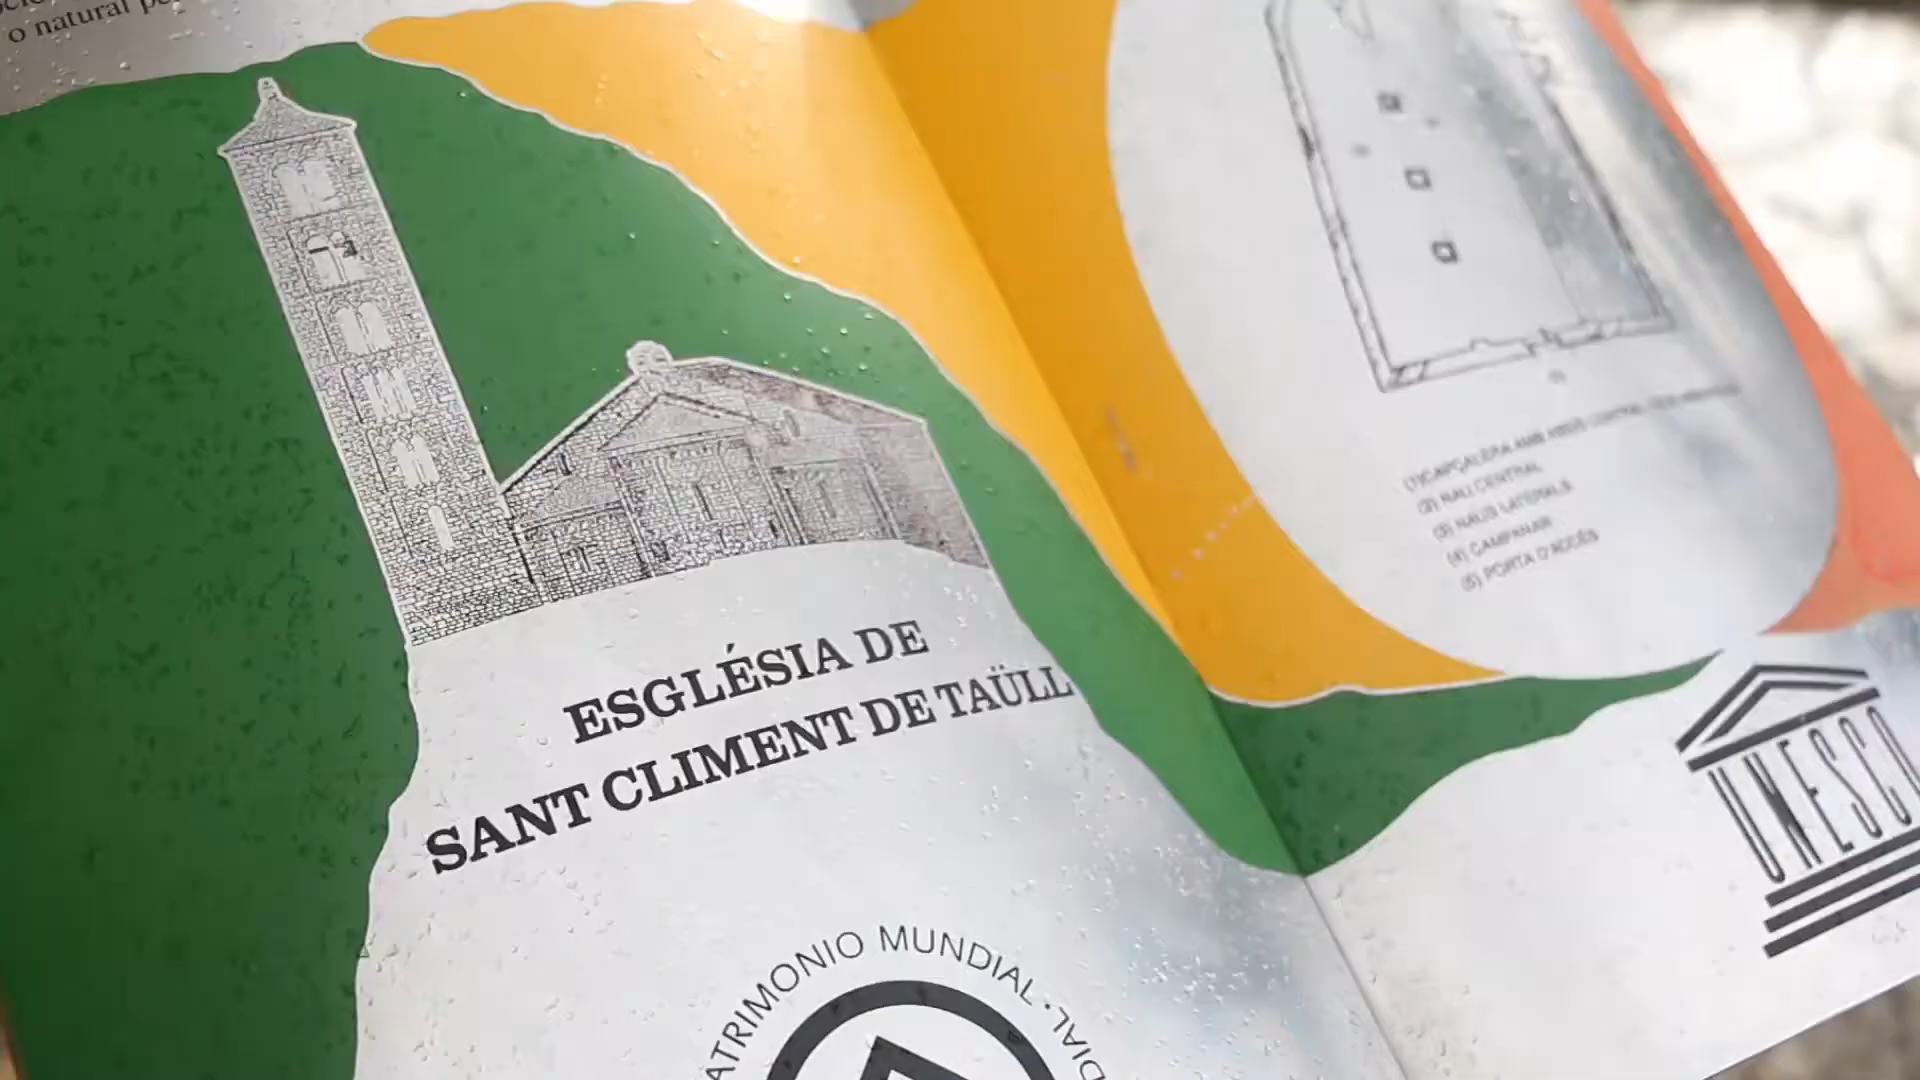 o natural
ESGLÉSIA DE
SANT CLIMENT DE TAÜLL
(2) NAU CENTRAL
(3) NAUS LATERALS
(4) CAMPANAR
(5) PORTA D'ACCÉS
UNESCO
ATRIMONIO MUNDIAL •